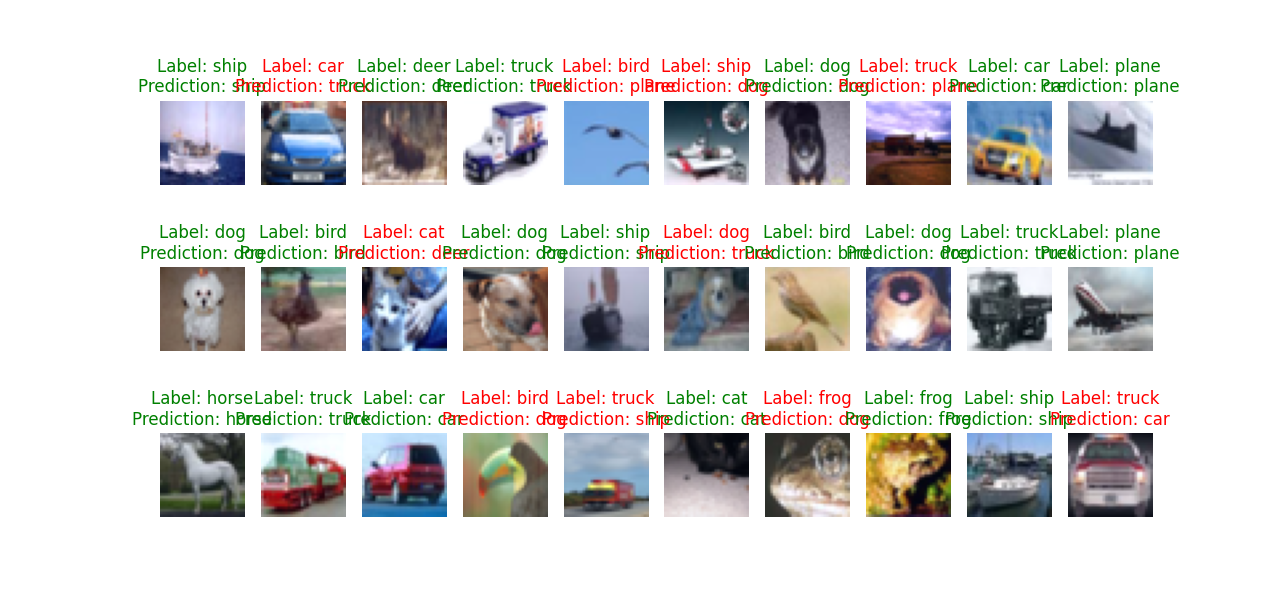 Label: ship Label: car Label: deer Label: truck Label: bird Label: ship Label: dog Label: truck Label: car Label: plane
Prediction: ship Prediction: truck Prediction: deer Prediction: truck Prediction: plane Prediction: dog Prediction: dog Prediction: plane Prediction: car Prediction: plane
Label: dog Label: bird Label: cat Label: dog Label: ship Label: dog Label: bird Label: dog Label: truck Label: plane
Prediction: dog Prediction: bird Prediction: deer Prediction: dog Prediction: ship Prediction: truck Prediction: bird Prediction: dog Prediction: truck Prediction: plane
Label: horse Label: truck Label: car Label: bird Label: truck Label: cat Label: frog Label: frog Label: ship Label: truck
Prediction: horse Prediction: truck Prediction: car Prediction: dog Prediction: ship Prediction: cat Prediction: dog Prediction: frog Prediction: ship Prediction: car